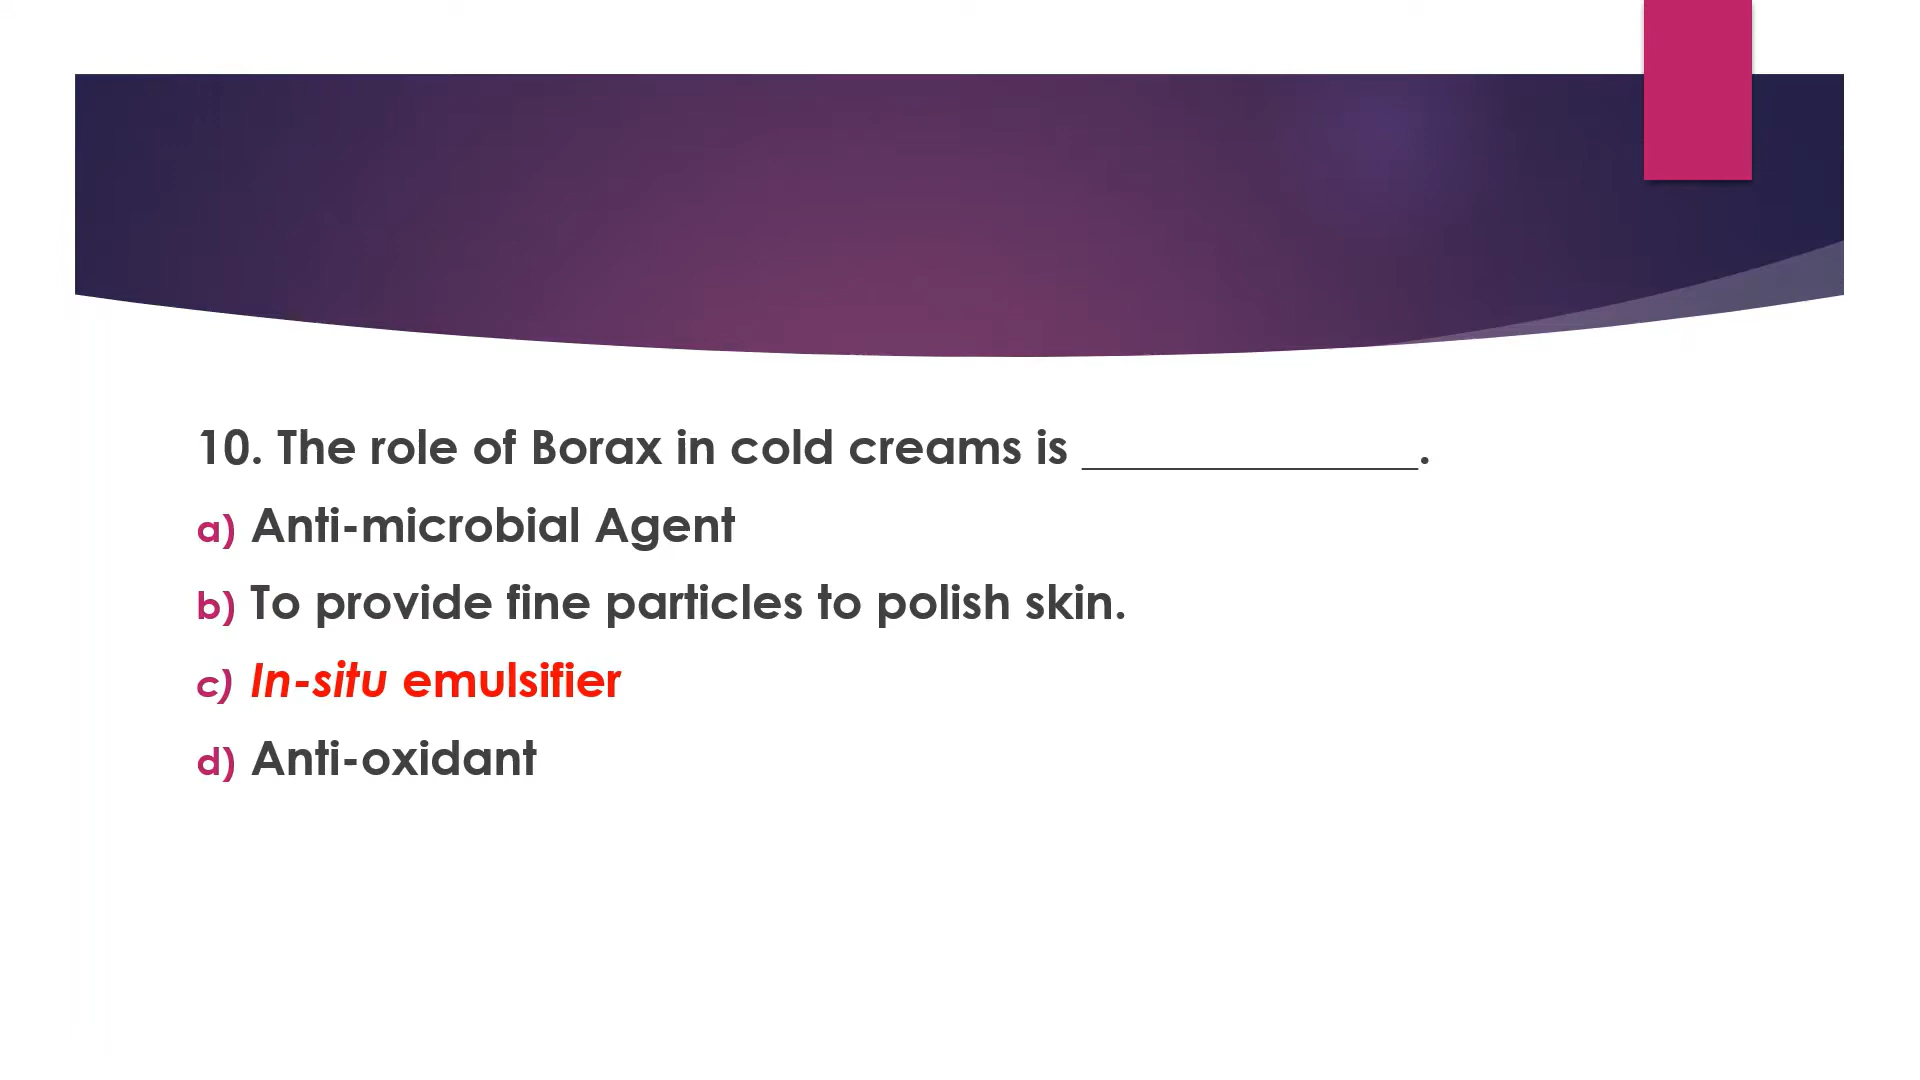 10. The role of Borax in cold creams is ______________.
a) Anti-microbial Agent
b) To provide fine particles to polish skin.
c) In-situ emulsifier
d) Anti-oxidant